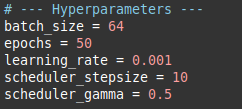 # --- Hyperparameters ---
batch_size = 64
epochs = 50
learning_rate = 0.001
scheduler_stepsize = 10
scheduler_gamma = 0.5